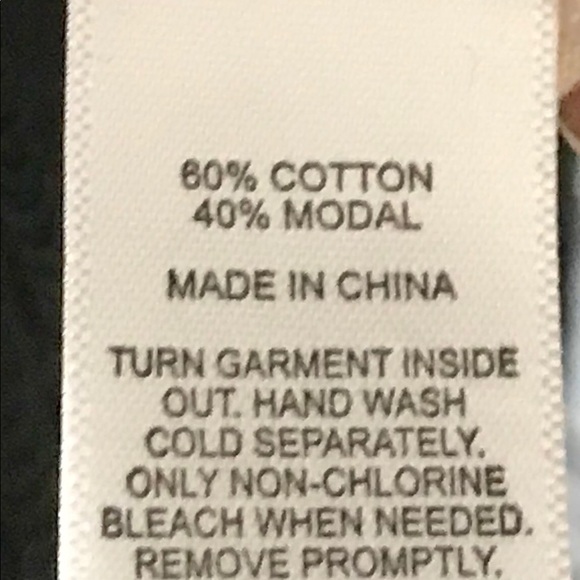 60% COTTON
40% MODAL
MADE IN CHINA
TURN GARMENT INSIDE
OUT. HAND WASH
COLD SEPARATELY.
ONLY NON-CHLORINE
BLEACH WHEN NEEDED.
REMOVE PROMPTLY.